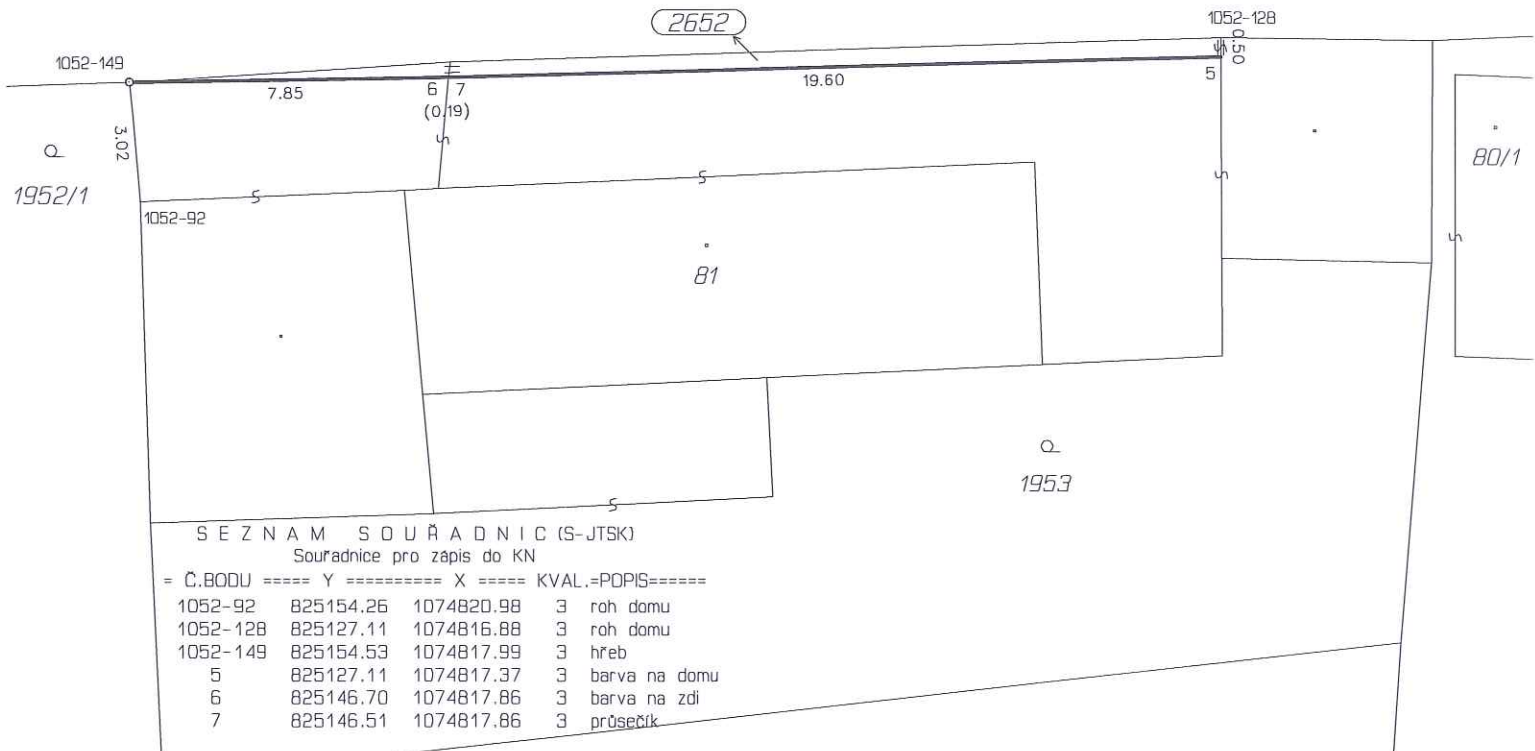 2652
1052-128
1052-149
0.50
7.85
6 7
(0.19)
19.60
5
3.02
1952/1
80/1
1052-92
81
1953
SEZNAM SOUŘADNIC (S-JTSK)
Souřadnice pro zápis do KN
= Č.BODU ===== Y ========== X ===== KVAL.=POPIS======
1052-92 825154.26 1074820.98 3 roh domu
1052-128 825127.11 1074816.88 3 roh domu
1052-149 825154.53 1074817.99 3 hřeb
5 825127.11 1074817.37 3 barva na domu
6 825146.70 1074817.86 3 barva na zdi
7 825146.51 1074817.86 3 průsečík